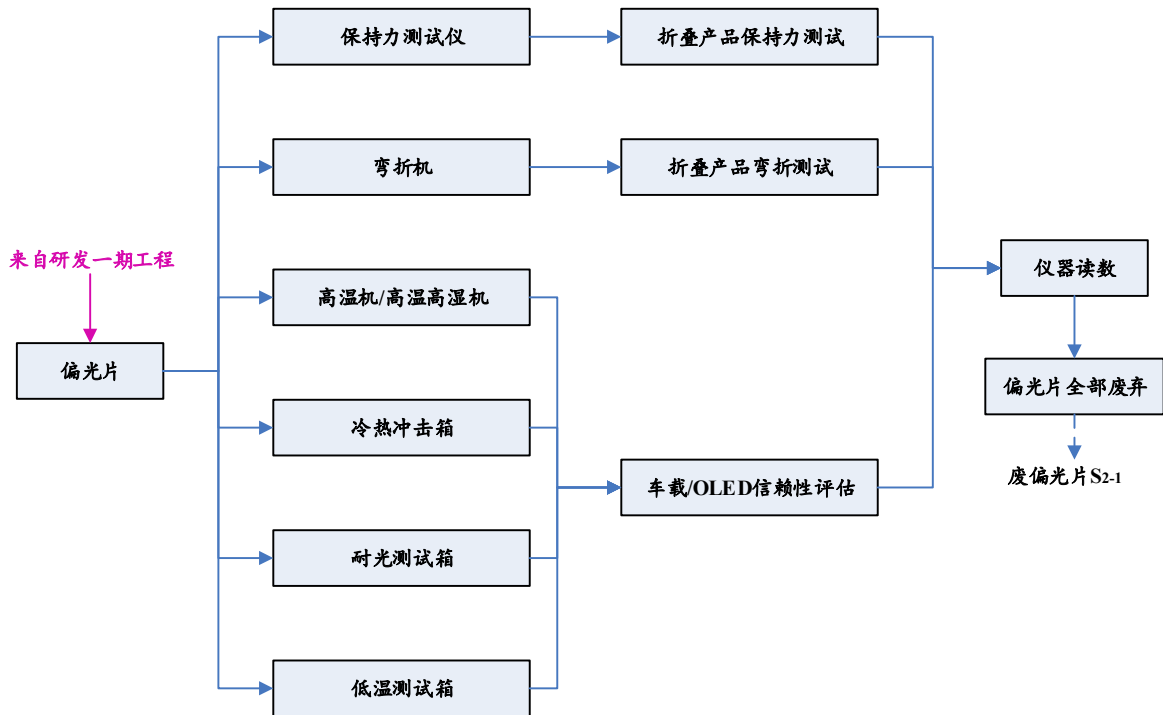 保持力测试仪
折叠产品保持力测试
弯折机
折叠产品弯折测试
来自研发一期工程
仪器读数
高温机/高温高湿机
偏光片
偏光片全部废弃
冷热冲击箱
车载/OLED信赖性评估
废偏光片S2-1
耐光测试箱
低温测试箱